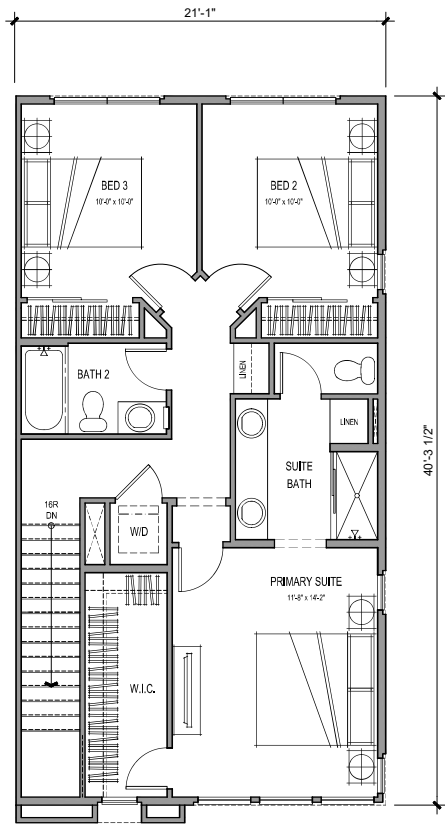 21'-1"
BED 3
10'-0" x 10'-0"
BED 2
10'-0" x 10'-0"
BATH 2
LINEN
LINEN
40'-3 1/2"
SUITE
BATH
16R
DN
W/D
PRIMARY SUITE
11'-8" x 14'-2"
W.I.C.